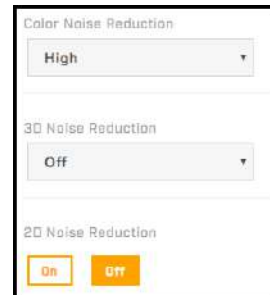 Color Noise Reduction
High
3D Noise Reduction
Off
2D Noise Reduction
On Off